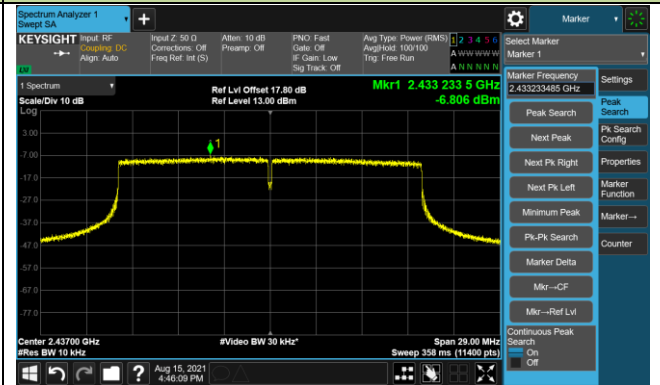 Spectrum Analyzer 1
Swept SA
+
Marker
KEYSIGHT
Input: RF
Coupling: DC
Align: Auto
Input Z: 50 Ω
Corrections: Off
Freq Ref: Int (S)
Atten: 10 dB
Preamp: Off
PNO: Fast
Gate: Off
IF Gain: Low
Sig Track: Off
Avg Type: Power (RMS)
Avg|Hold: 100/100
Trig: Free Run
1 2 3 4 5 6
A W W W W W
A N N N N N
LXI
Select Marker
Marker 1
1 Spectrum
Scale/Div 10 dB
Log
Ref Lvl Offset 17.80 dB
Ref Level 13.00 dBm
Mkr1 2.433 233 5 GHz
-6.806 dBm
3.00
-7.00
-17.0
-27.0
-37.0
-47.0
-57.0
-67.0
-77.0
1
Center 2.43700 GHz
#Res BW 10 kHz
#Video BW 30 kHz*
Span 29.00 MHz
Sweep 358 ms (11400 pts)
Marker Frequency
2.433233485 GHz
Peak Search
Next Peak
Next Pk Right
Next Pk Left
Minimum Peak
Pk-Pk Search
Marker Delta
Mkr→CF
Mkr→Ref Lvl
Continuous Peak
Search
On
Off
Settings
Peak
Search
Pk Search
Config
Properties
Marker
Function
Marker→
Counter
?
Aug 15, 2021
4:46:09 PM